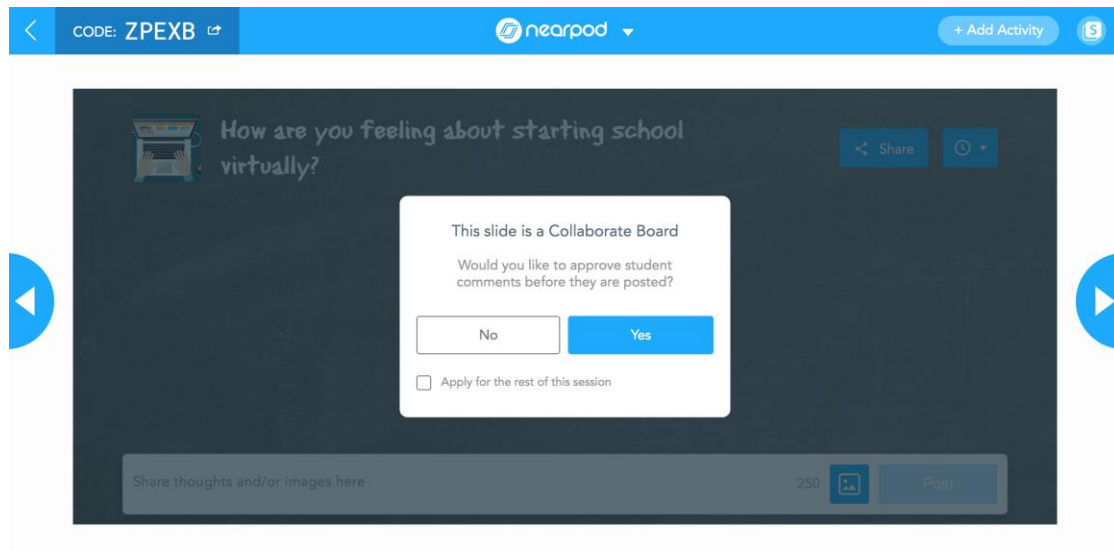 CODE: ZPEXB
nearpod
+ Add Activity
S
How are you feeling about starting school
virtually?
Share
This slide is a Collaborate Board
Would you like to approve student
comments before they are posted?
No
Yes
Apply for the rest of this session
Share thoughts and/or images here
250
Post